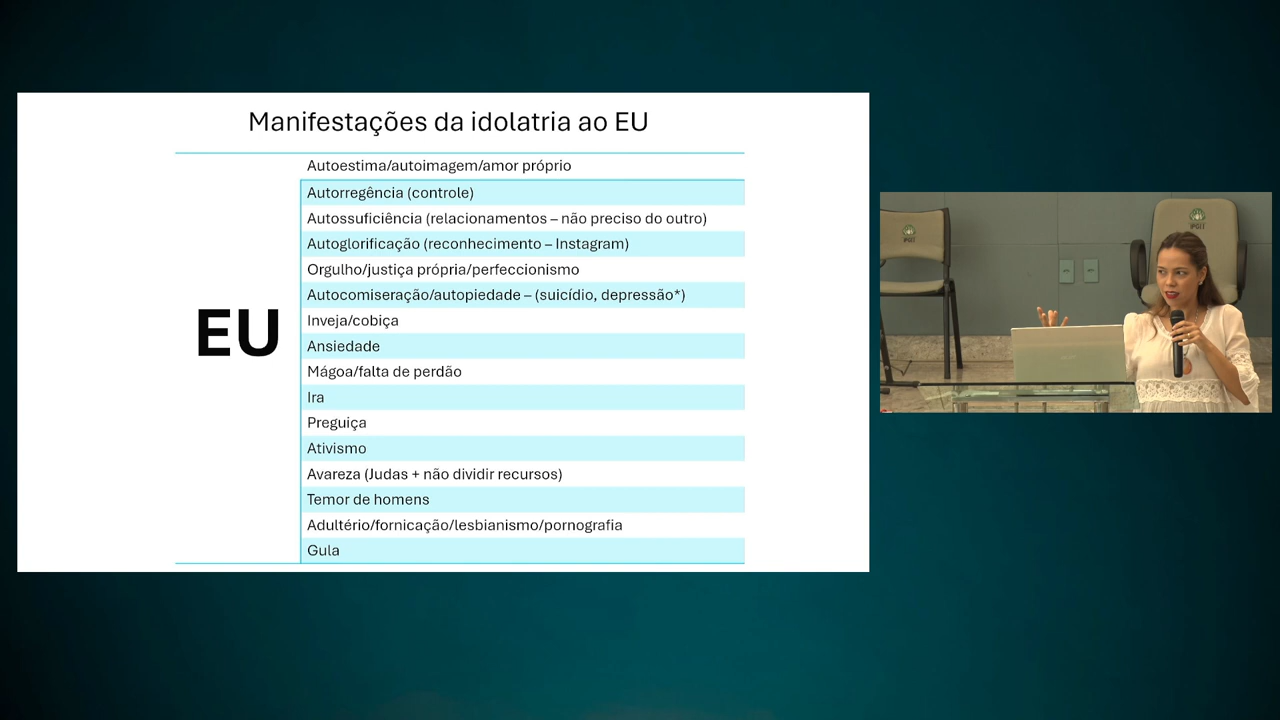 Manifestações da idolatria ao EU
EU
Autoestima/autoimagem/amor próprio
Autorregência (controle)
Autossuficiência (relacionamentos – não preciso do outro)
Autoglorificação (reconhecimento – Instagram)
Orgulho/justiça própria/perfeccionismo
Autocomiseração/autopiedade – (suicídio, depressão*)
Inveja/cobiça
Ansiedade
Mágoa/falta de perdão
Ira
Preguiça
Ativismo
Avareza (Judas + não dividir recursos)
Temor de homens
Adultério/fornicação/lesbianismo/pornografia
Gula